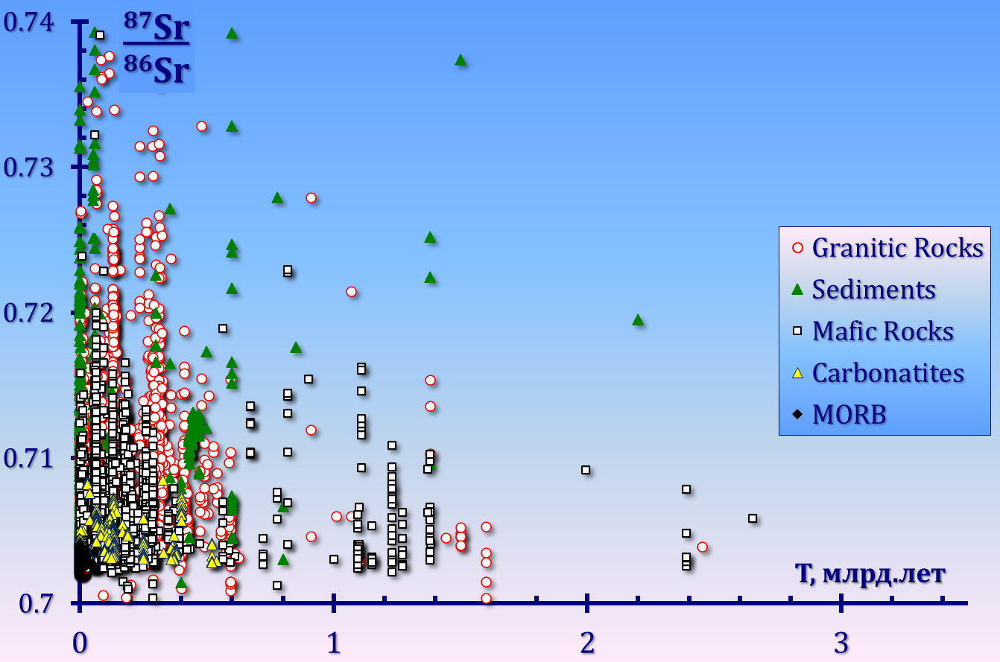 0.74
⁸⁷Sr
⁸⁶Sr
0.73
0.72
0.71
0.7
0
1
2
3
Granitic Rocks
Sediments
Mafic Rocks
Carbonatites
MORB
T, млрд.лет